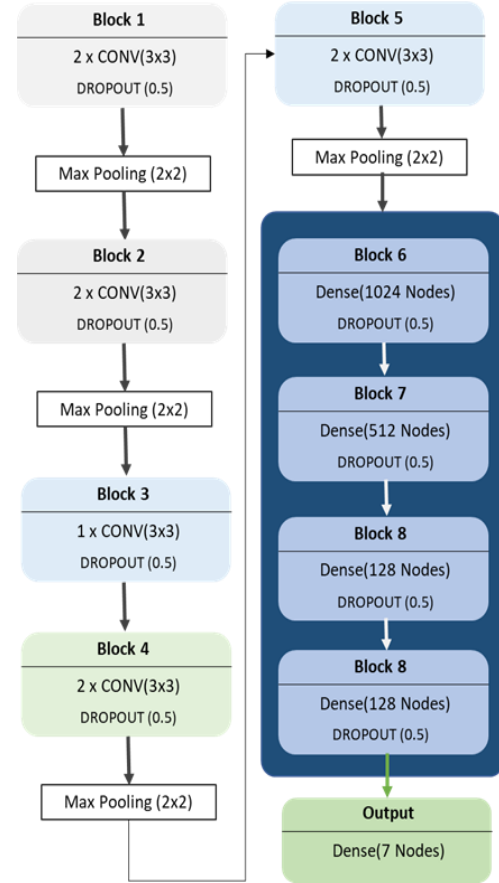 Block 1
2 x CONV(3x3)
DROPOUT (0.5)
Max Pooling (2x2)
Block 2
2 x CONV(3x3)
DROPOUT (0.5)
Max Pooling (2x2)
Block 3
1 x CONV(3x3)
DROPOUT (0.5)
Block 4
2 x CONV(3x3)
DROPOUT (0.5)
Max Pooling (2x2)
Block 5
2 x CONV(3x3)
DROPOUT (0.5)
Max Pooling (2x2)
Block 6
Dense(1024 Nodes)
DROPOUT (0.5)
Block 7
Dense(512 Nodes)
DROPOUT (0.5)
Block 8
Dense(128 Nodes)
DROPOUT (0.5)
Block 8
Dense(128 Nodes)
DROPOUT (0.5)
Output
Dense(7 Nodes)